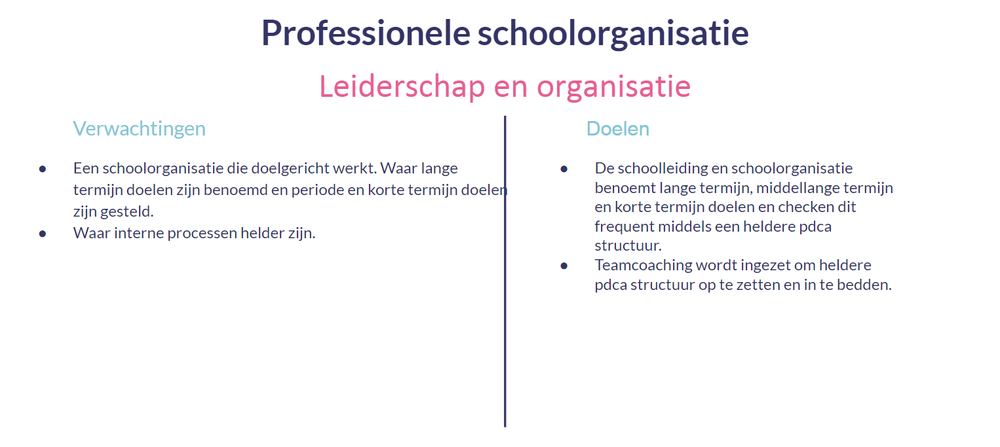 Professionele schoolorganisatie
Leiderschap en organisatie
Verwachtingen
● Een schoolorganisatie die doelgericht werkt. Waar lange
termijn doelen zijn benoemd en periode en korte termijn doelen
zijn gesteld.
● Waar interne processen helder zijn.
Doelen
● De schoolleiding en schoolorganisatie
benoemt lange termijn, middellange termijn
en korte termijn doelen en checken dit
frequent middels een heldere pdca
structuur.
● Teamcoaching wordt ingezet om heldere
pdca structuur op te zetten en in te bedden.